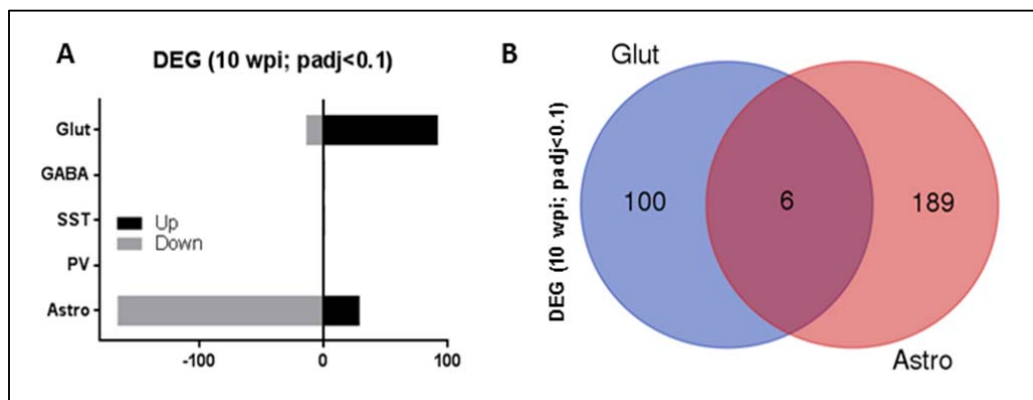 A
DEG (10 wpi; padj<0.1)
Glut
GABA
SST
PV
Astro
Up
Down
-100
0
100
B
Glut
DEG (10 wpi; padj<0.1)
100
6
189
Astro